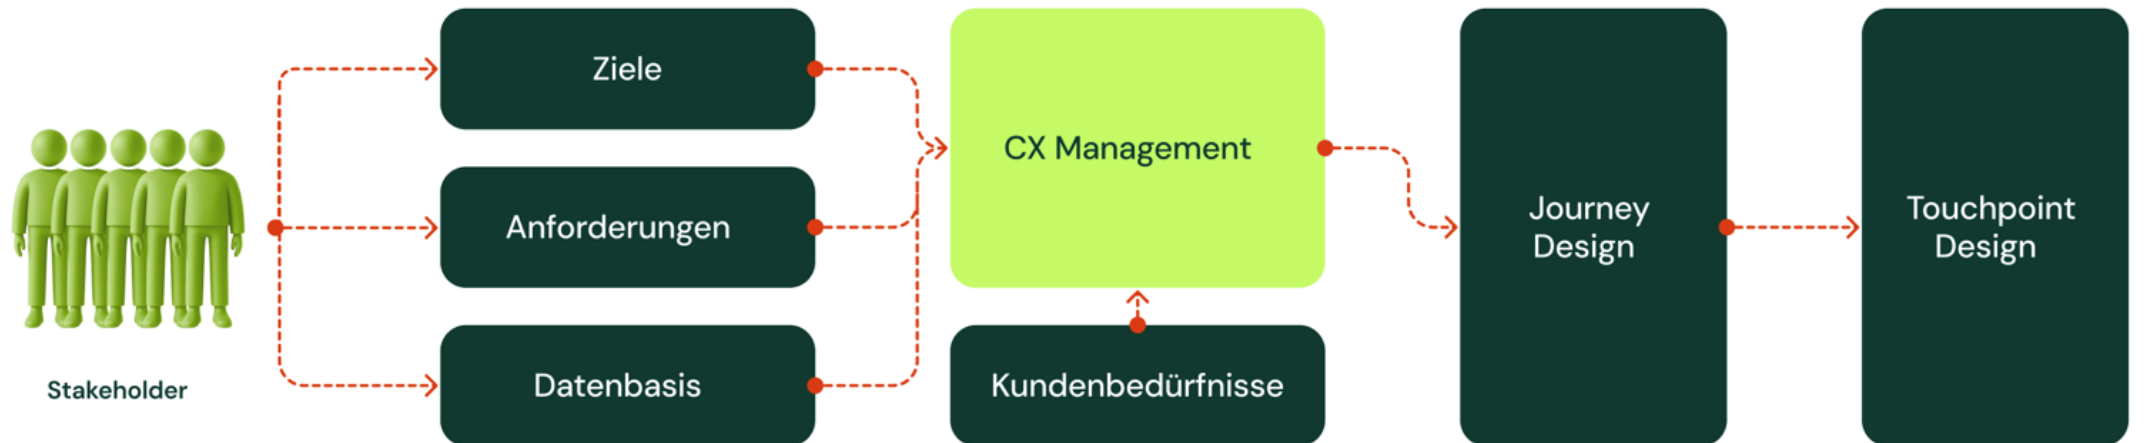 Stakeholder
Ziele
Anforderungen
Datenbasis
CX Management
Kundenbedürfnisse
Journey
Design
Touchpoint
Design